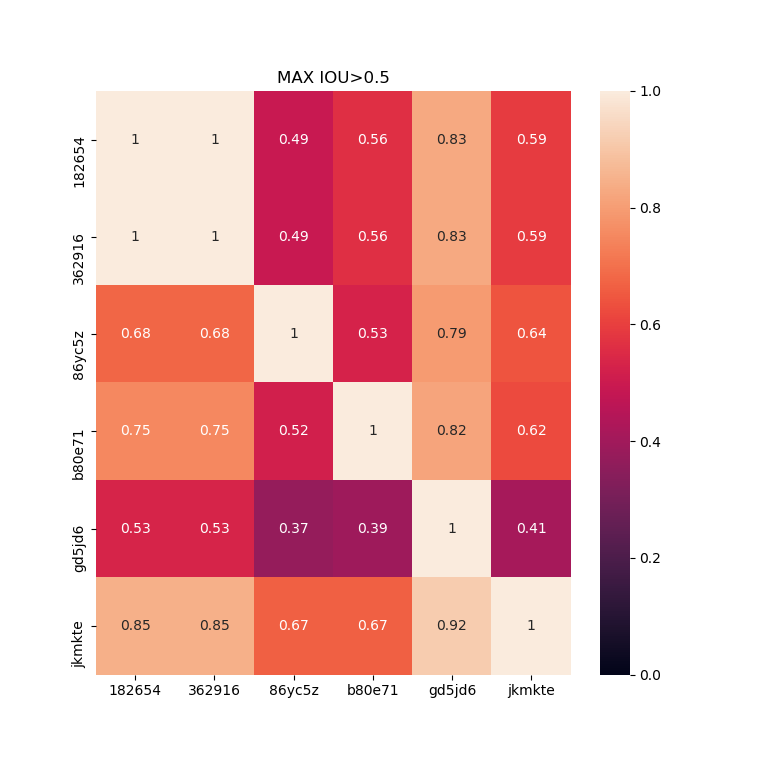 MAX IOU>0.5
182654 1 1 0.49 0.56 0.83 0.59
362916 1 1 0.49 0.56 0.83 0.59
86yc5z 0.68 0.68 1 0.53 0.79 0.64
b80e71 0.75 0.75 0.52 1 0.82 0.62
gd5jd6 0.53 0.53 0.37 0.39 1 0.41
jkmkte 0.85 0.85 0.67 0.67 0.92 1
182654 362916 86yc5z b80e71 gd5jd6 jkmkte
1.0
0.8
0.6
0.4
0.2
0.0